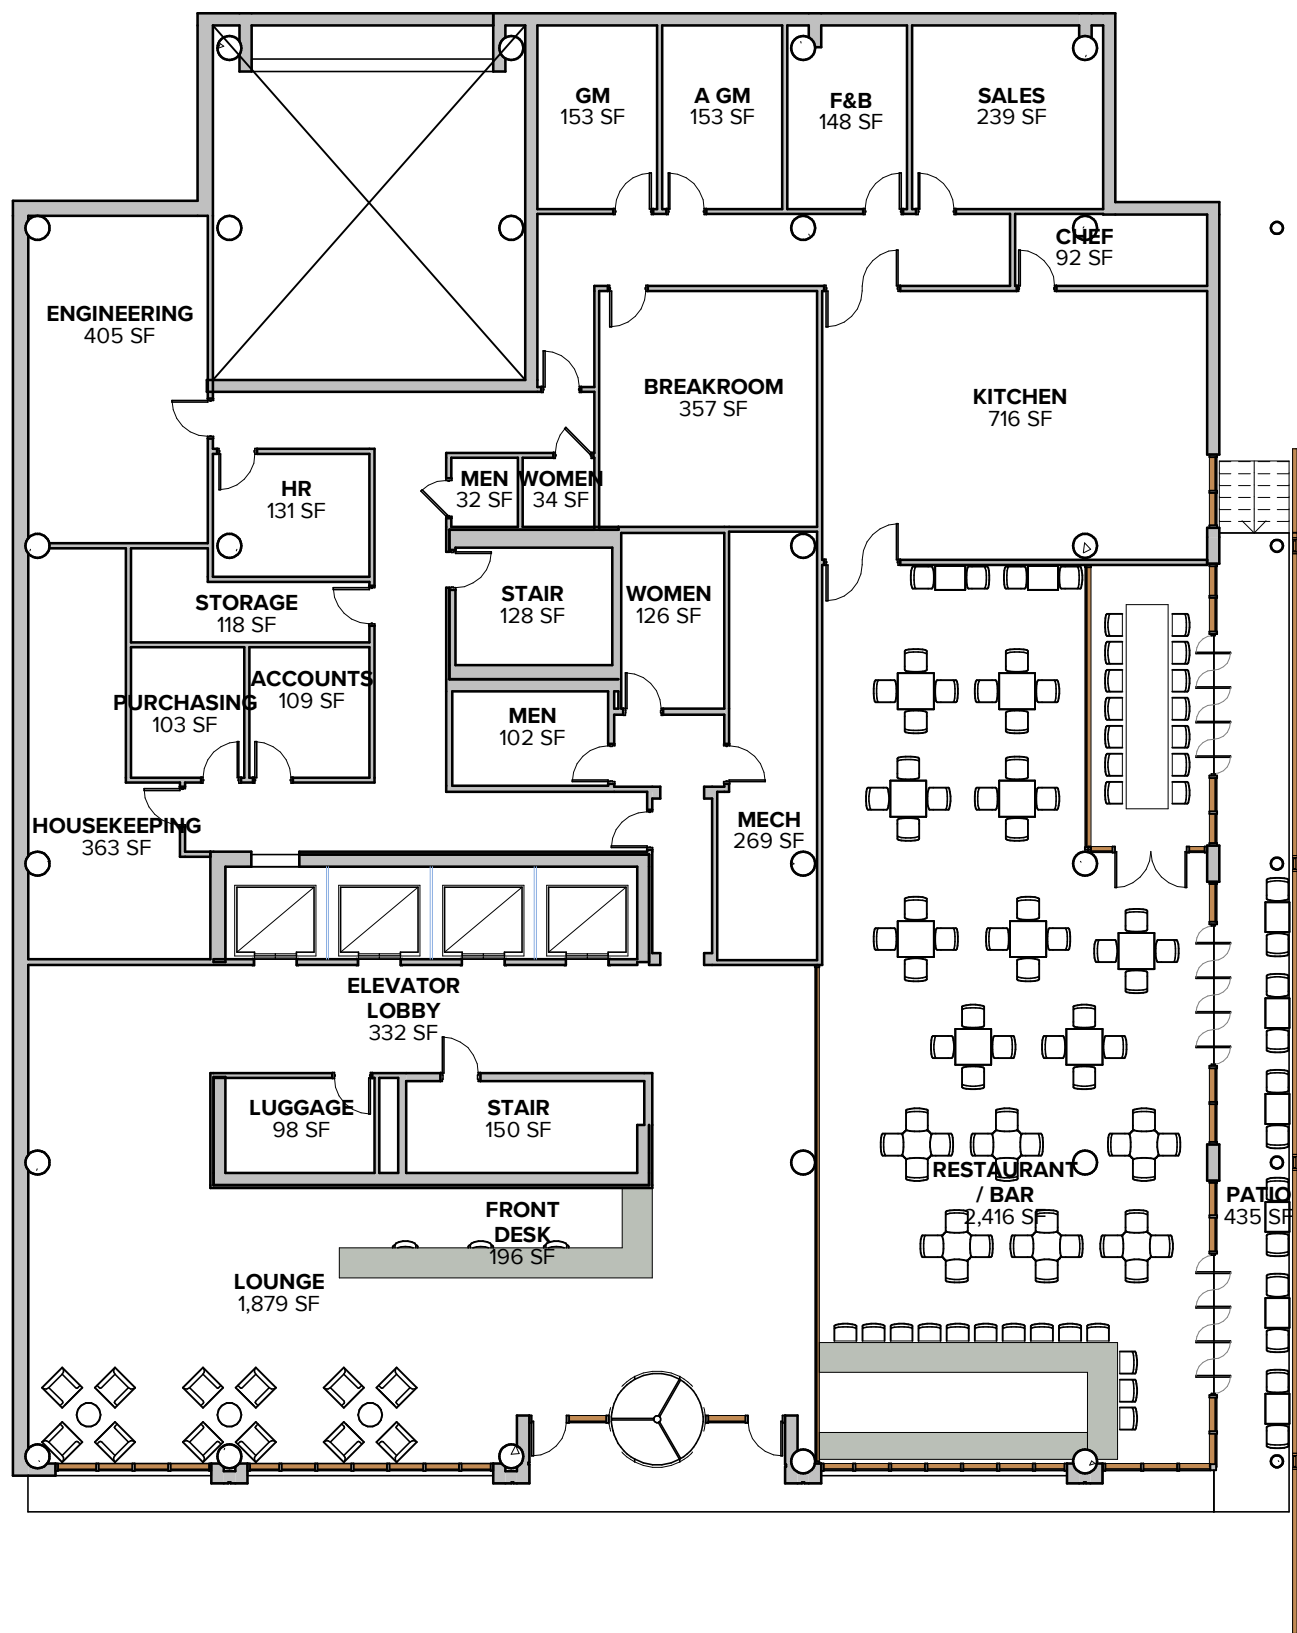 GM
153 SF
A GM
153 SF
F&B
148 SF
SALES
239 SF
CHEF
92 SF
ENGINEERING
405 SF
BREAKROOM
357 SF
KITCHEN
716 SF
HR
131 SF
MEN
32 SF
WOMEN
34 SF
STORAGE
118 SF
STAIR
128 SF
WOMEN
126 SF
PURCHASING
103 SF
ACCOUNTS
109 SF
MEN
102 SF
HOUSEKEEPING
363 SF
MECH
269 SF
ELEVATOR
LOBBY
332 SF
LUGGAGE
98 SF
STAIR
150 SF
RESTAURANT
/ BAR
2,416 SF
PATIO
435 SF
FRONT
DESK
196 SF
LOUNGE
1,879 SF